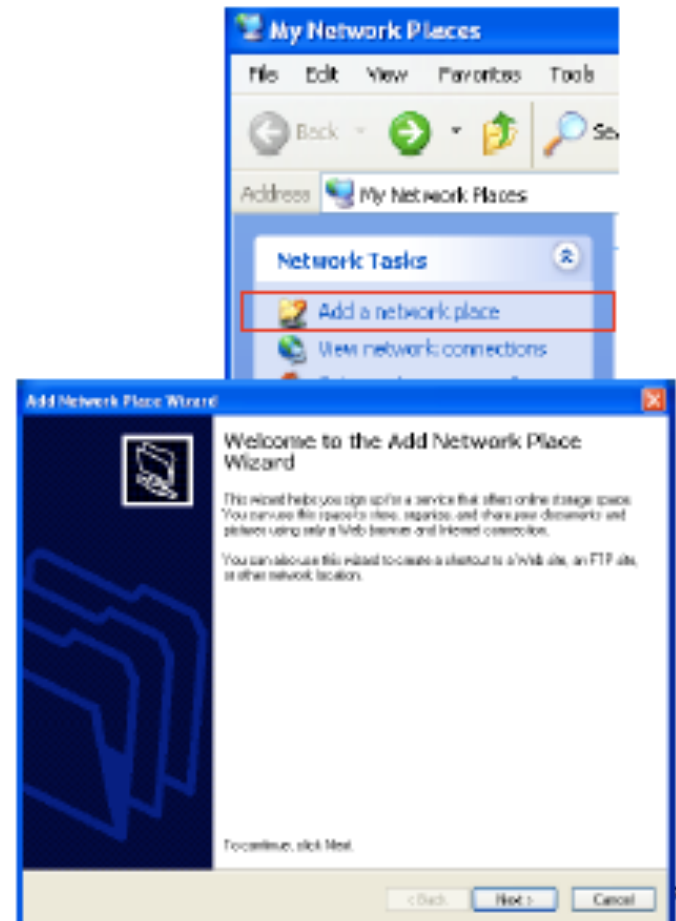 My Network Places
File Edit View Favorites Tools
Back
Address My Network Places
Network Tasks
Add a network place
View network connections
Add Network Place Wizard
Welcome to the Add Network Place
Wizard
This wizard helps you sign up for a service that offers online storage space.
You can use this space to store, organize, and share your documents and
pictures using only a Web browser and Internet connection.
You can also use this wizard to create a shortcut to a Web site, an FTP site,
or other network location.
To continue, click Next.
< Back Next > Cancel